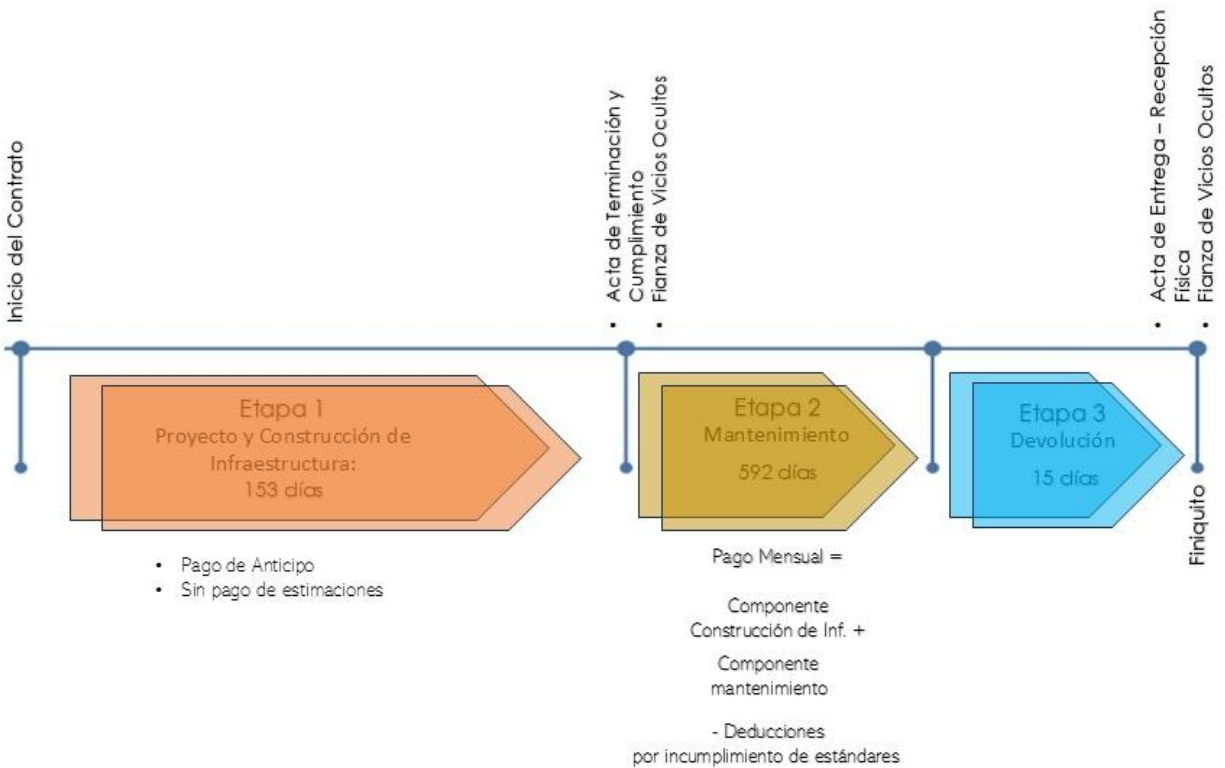 Inicio del Contrato
• Acta de Terminación y
Cumplimiento
• Fianza de Vicios Ocultos
• Acta de Entrega – Recepción
Física
• Fianza de Vicios Ocultos
Etapa 1
Proyecto y Construcción de
Infraestructura:
153 días
Etapa 2
Mantenimiento
592 días
Etapa 3
Devolución
15 días
Finiquito
• Pago de Anticipo
• Sin pago de estimaciones
Pago Mensual =
Componente
Construcción de Inf. +
Componente
mantenimiento
- Deducciones
por incumplimiento de estándares